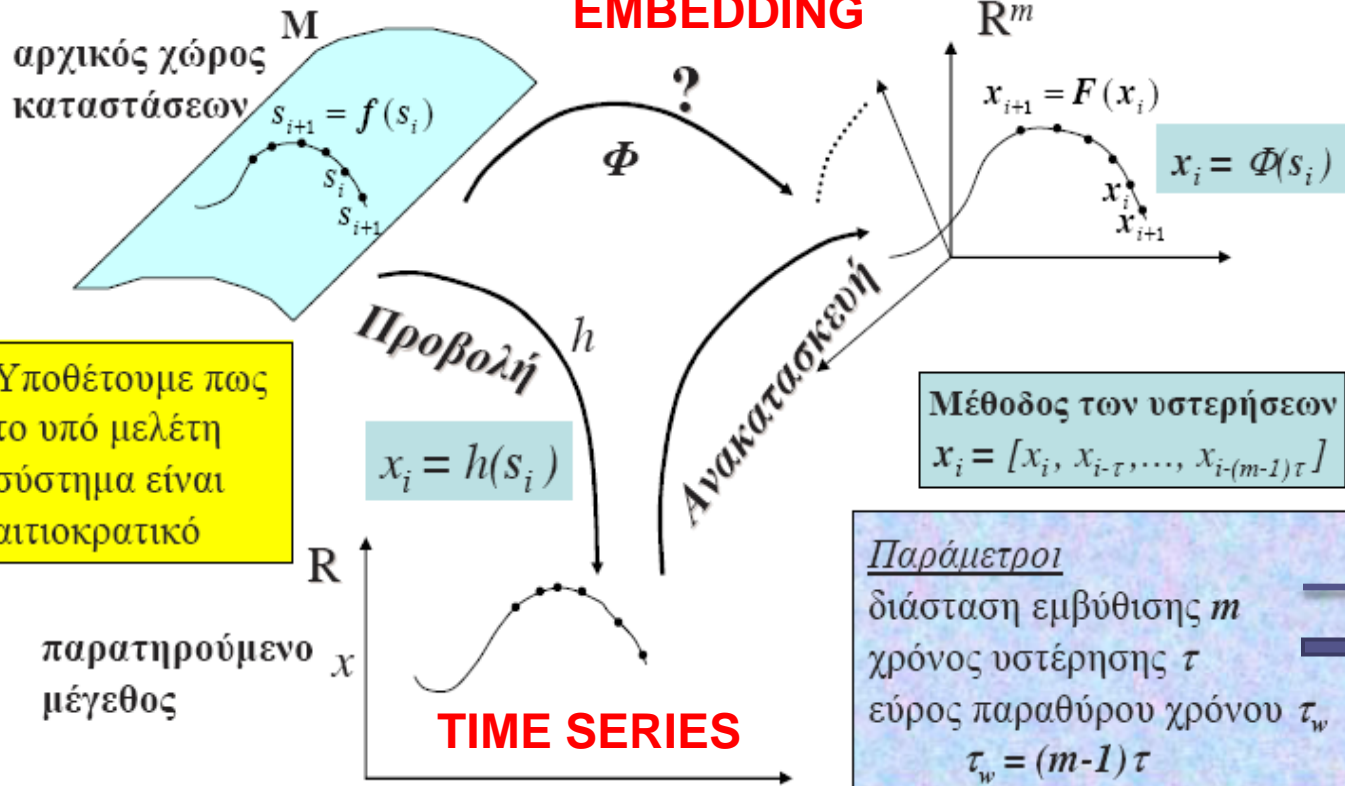 EMBEDDING
M
αρχικός χώρος
καταστάσεων
s_{i+1} = f(s_i)
s_i
s_{i+1}
?
Φ
R^m
x_{i+1} = F(x_i)
x_i
x_{i+1}
x_i = Φ(s_i)
Προβολή
h
Ανακατασκευή
Υποθέτουμε πως
το υπό μελέτη
σύστημα είναι
αιτιοκρατικό
x_i = h(s_i)
Μέθοδος των υστερήσεων
x_i = [x_i, x_{i-τ},..., x_{i-(m-1)τ}]
R
παρατηρούμενο
μέγεθος
x
TIME SERIES
Παράμετροι
διάσταση εμβύθισης m
χρόνος υστέρησης τ
εύρος παραθύρου χρόνου τ_w
τ_w = (m-1)τ